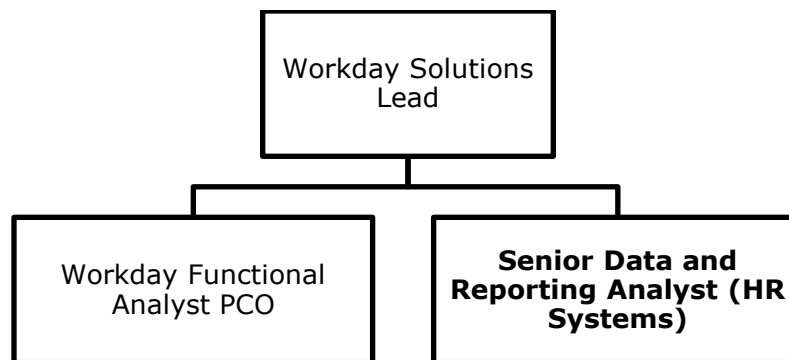 Workday Solutions
Lead
Workday Functional
Analyst PCO
Senior Data and
Reporting Analyst (HR
Systems)